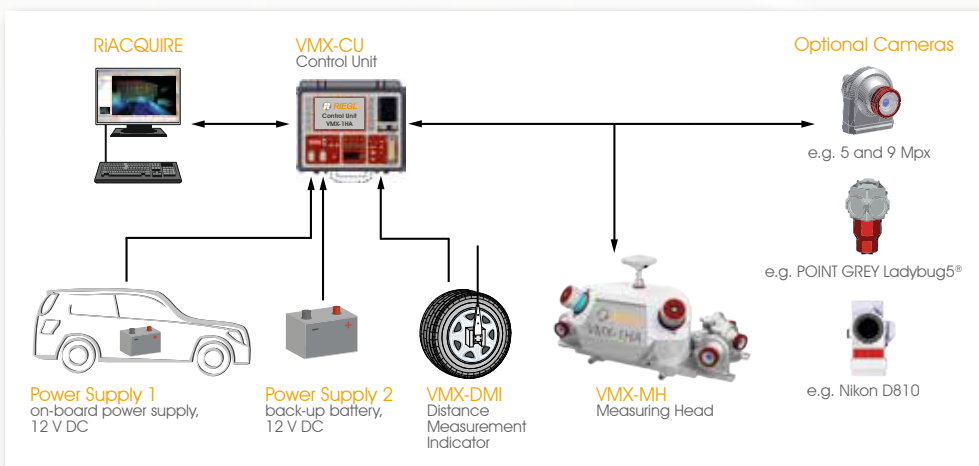 RiACQUIRE
VMX-CU
Control Unit
Optional Cameras
RIEGL
Control Unit
VMX-1HA
e.g. 5 and 9 Mpx
e.g. POINT GREY Ladybug5®
e.g. Nikon D810
VMX-1HA
Power Supply 1
on-board power supply,
12 V DC
Power Supply 2
back-up battery,
12 V DC
VMX-DMI
Distance
Measurement
Indicator
VMX-MH
Measuring Head